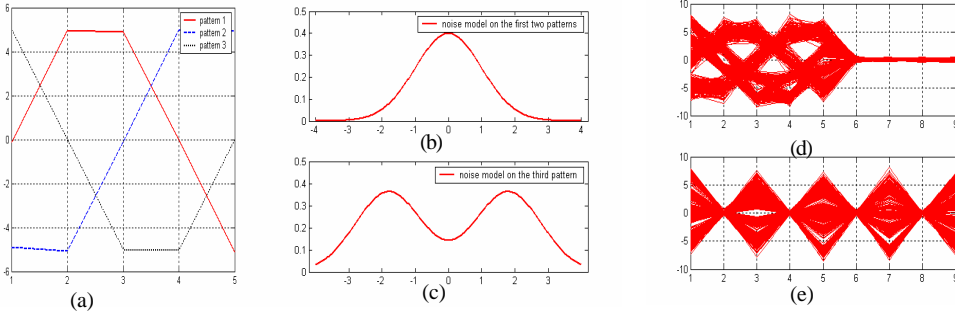 pattern 1
pattern 2
pattern 3
6
4
2
0
-2
-4
-6
1 2 3 4 5
(a)
noise model on the first two patterns
0.4
0.3
0.2
0.1
0
-4 -3 -2 -1 0 1 2 3 4
(b)
noise model on the third pattern
0.5
0.4
0.3
0.2
0.1
0
-3 -2 -1 0 1 2 3 4
(c)
10
5
0
-5
-10
1 2 3 4 5 6 7 8 9
(d)
10
5
0
-5
-10
1 2 3 4 5 6 7 8 9
(e)